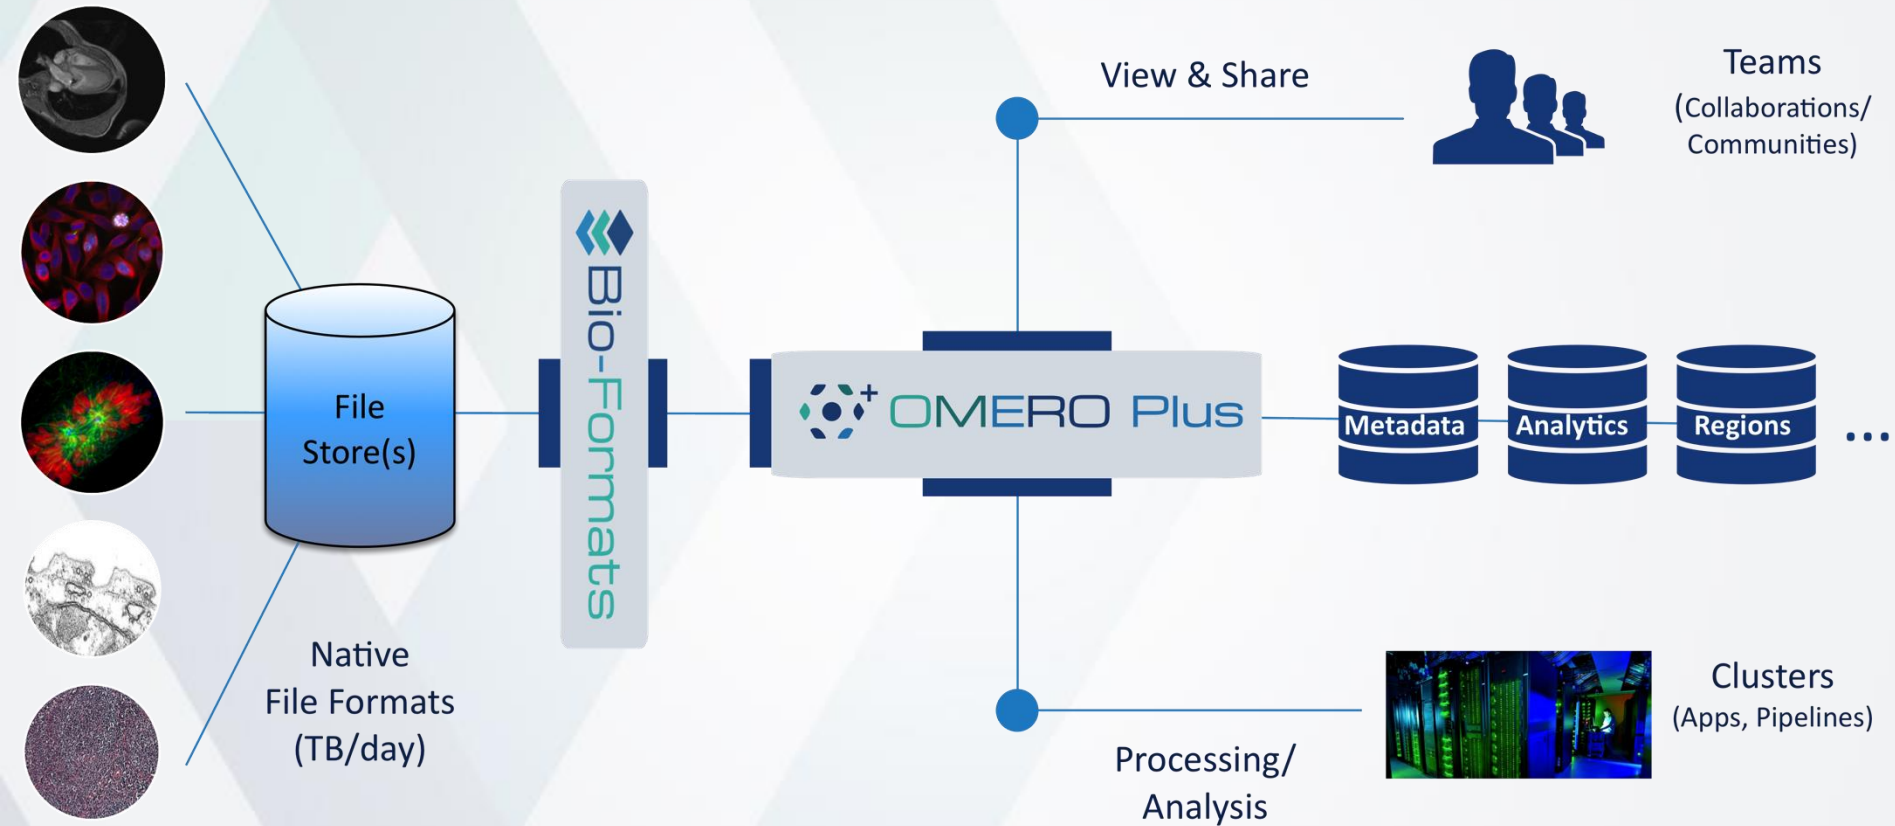 View & Share
Teams
(Collaborations/
Communities)
File
Store(s)
Bio-Formats
+ OMERO Plus
Metadata
Analytics
Regions
...
Native
File Formats
(TB/day)
Processing/
Analysis
Clusters
(Apps, Pipelines)